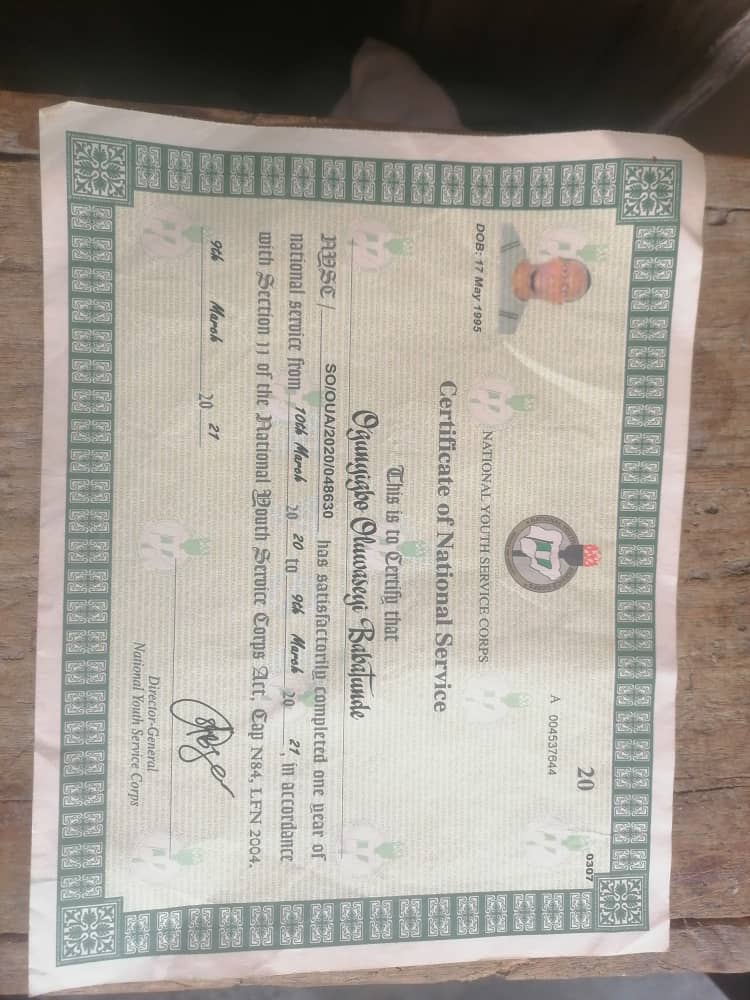 20
0307
A 004537644
NATIONAL YOUTH SERVICE CORPS
DOB: 17 May 1995
Certificate of National Service
This is to Certify that
Ogunyigbo Oluwaseyi Babatunde
NYSC / SO/OUA/2020/048630 has satisfactorily completed one year of
national service from 10th March 20 20 to 9th March 20 21, in accordance
with Section 11 of the National Youth Service Corps Act, Cap N84, LFN 2004.
9th March 20 21
Director-General
National Youth Service Corps